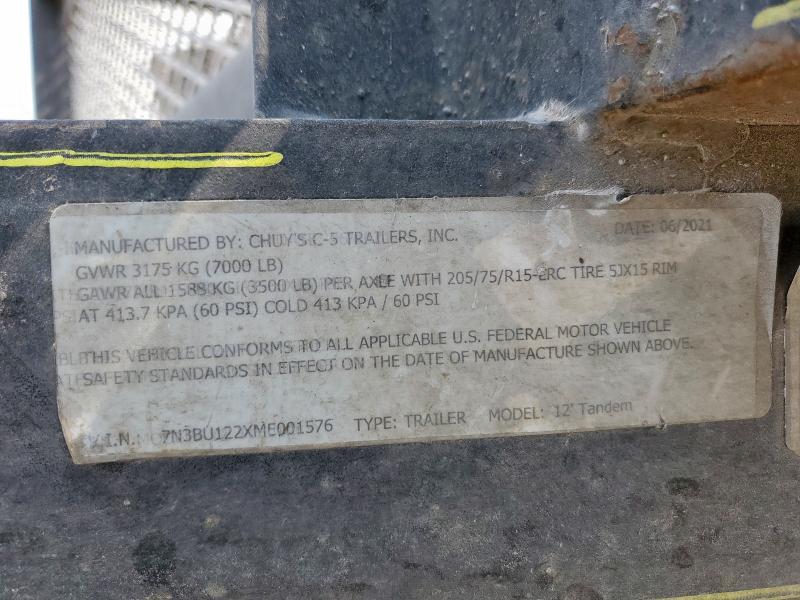 MANUFACTURED BY: CHUY'S C-5 TRAILERS, INC. DATE: 06/2021
GVWR 3175 KG (7000 LB)
GAWR ALL 1588 KG (3500 LB) PER AXLE WITH 205/75/R15-LRC TIRE 5JX15 RIM
AT 413.7 KPA (60 PSI) COLD 413 KPA / 60 PSI
THIS VEHICLE CONFORMS TO ALL APPLICABLE U.S. FEDERAL MOTOR VEHICLE
SAFETY STANDARDS IN EFFECT ON THE DATE OF MANUFACTURE SHOWN ABOVE.
V.I.N.: 7N3BU122XME001576 TYPE: TRAILER MODEL: 12' Tandem